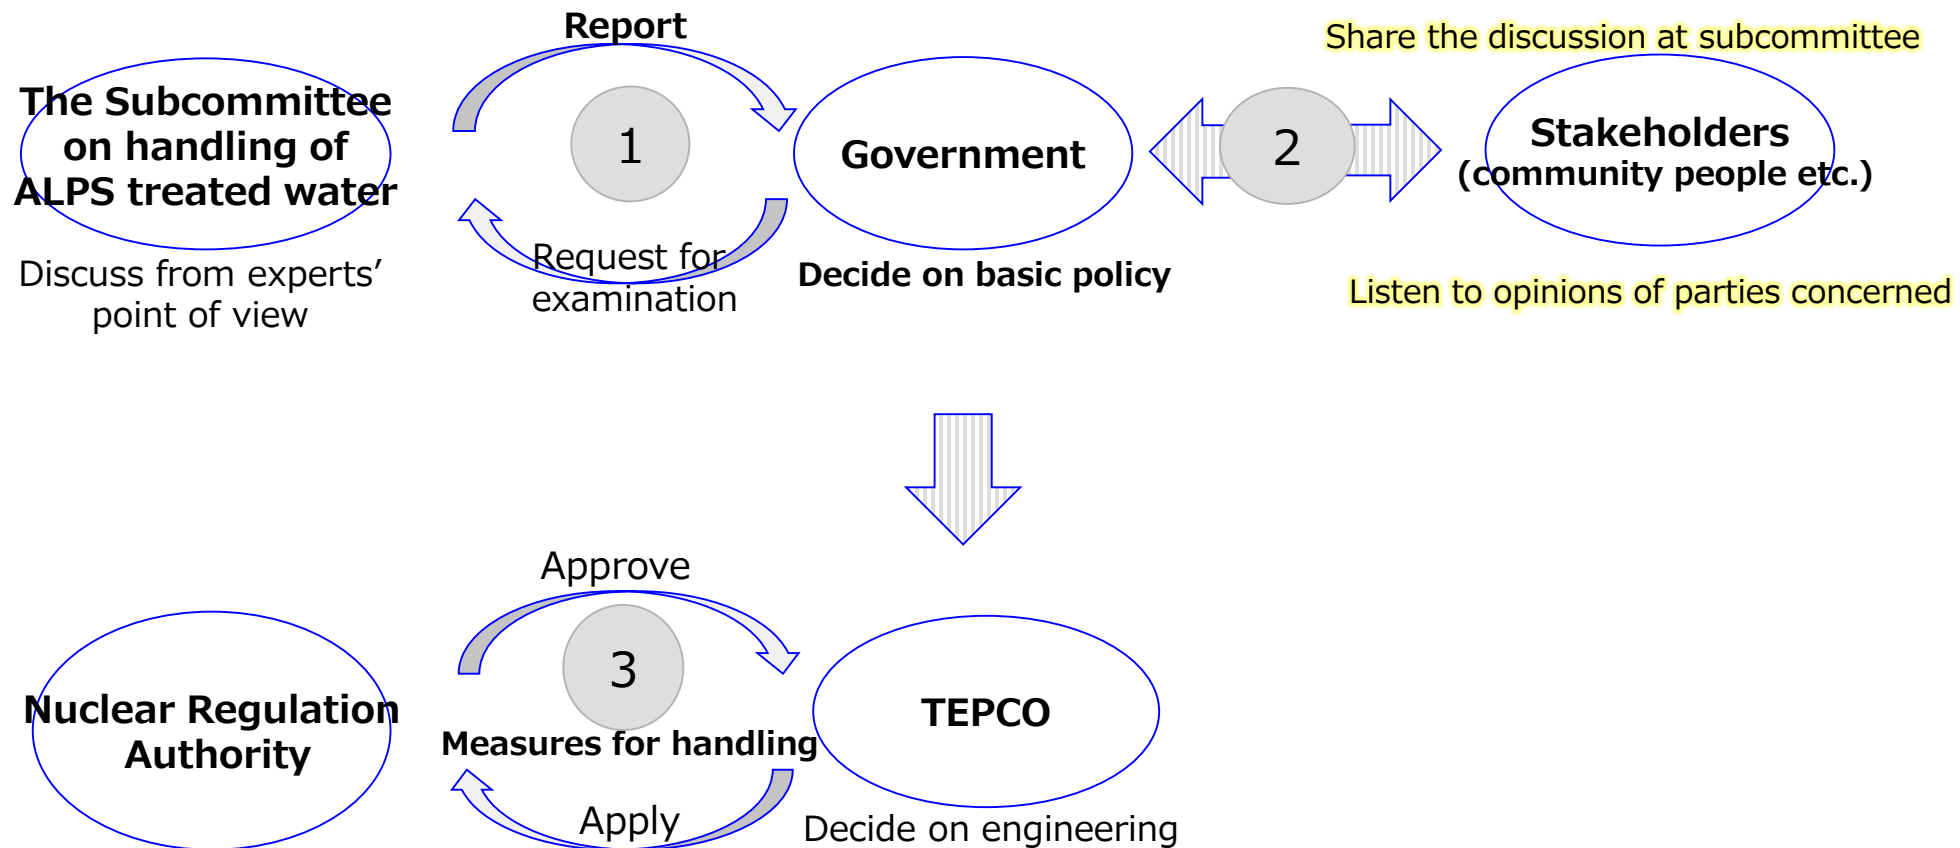 Report
Share the discussion at subcommittee
The Subcommittee
on handling of
ALPS treated water
1
Government
2
Stakeholders
(community people etc.)
Discuss from experts’
point of view
Request for
examination
Decide on basic policy
Listen to opinions of parties concerned
Approve
3
Nuclear Regulation
Authority
Measures for handling
TEPCO
Apply
Decide on engineering